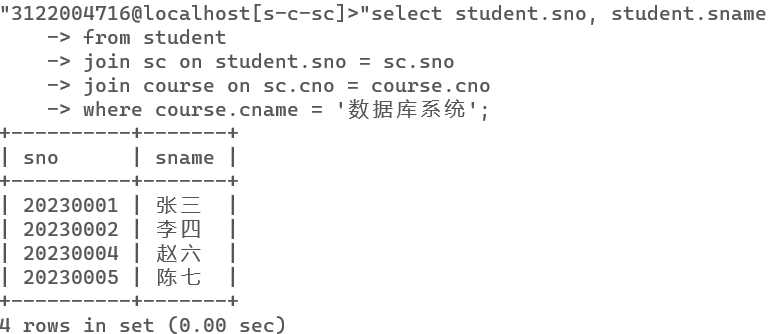 "3122004716@localhost[s-c-sc]>"select student.sno, student.sname
    -> from student
    -> join sc on student.sno = sc.sno
    -> join course on sc.cno = course.cno
    -> where course.cname = '数据库系统';
+----------+-------+
| sno      | sname |
+----------+-------+
| 20230001 | 张三  |
| 20230002 | 李四  |
| 20230004 | 赵六  |
| 20230005 | 陈七  |
+----------+-------+
4 rows in set (0.00 sec)